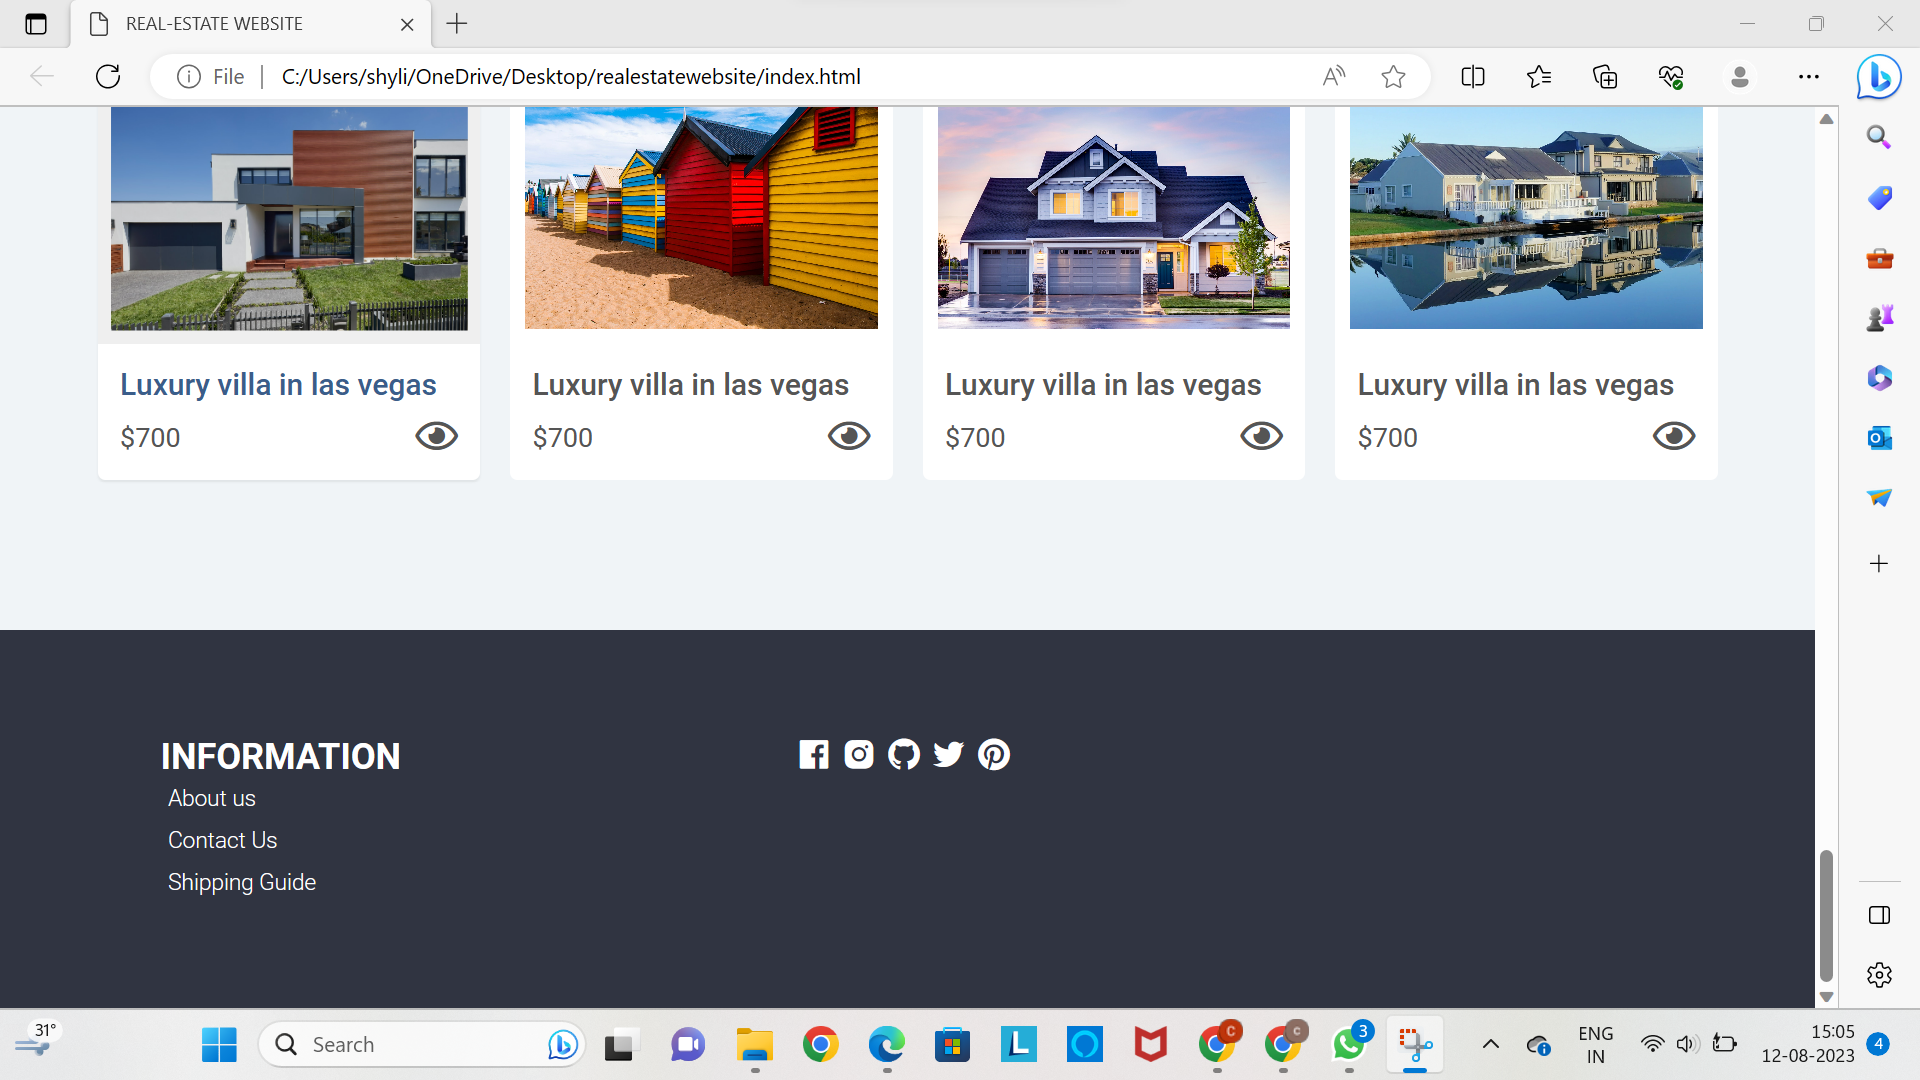 REAL-ESTATE WEBSITE
File
C:/Users/shyli/OneDrive/Desktop/realestatewebsite/index.html
Luxury villa in las vegas
$700
Luxury villa in las vegas
$700
Luxury villa in las vegas
$700
Luxury villa in las vegas
$700
INFORMATION
About us
Contact Us
Shipping Guide
31°
Search
C
c
3
ENG
IN
15:05
12-08-2023
4